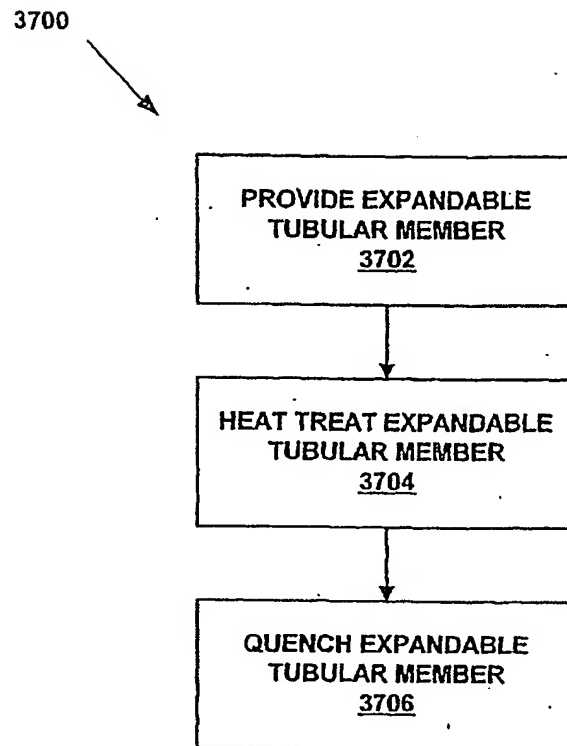 3700
PROVIDE EXPANDABLE
TUBULAR MEMBER
3702
HEAT TREAT EXPANDABLE
TUBULAR MEMBER
3704
QUENCH EXPANDABLE
TUBULAR MEMBER
3706